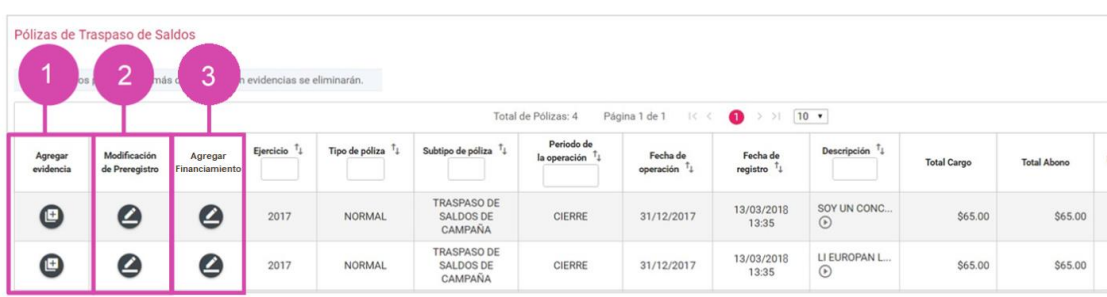 Pólizas de Traspaso de Saldos
1
2
3
más
evidencias se eliminarán.
Total de Pólizas: 4 Página 1 de 1 1 10
Agregar
evidencia
Modificación
de Preregistro
Agregar
Financiamiento
Ejercicio
Tipo de póliza
Subtipo de póliza
Periodo de
la operación
Fecha de
operación
Fecha de
registro
Descripción
Total Cargo
Total Abono
2017
NORMAL
TRASPASO DE
SALDOS DE
CAMPAÑA
CIERRE
31/12/2017
13/03/2018
13:35
SOY UN CONC...
$65.00
$65.00
2017
NORMAL
TRASPASO DE
SALDOS DE
CAMPAÑA
CIERRE
31/12/2017
13/03/2018
13:35
LI EUROPAN L...
$65.00
$65.00